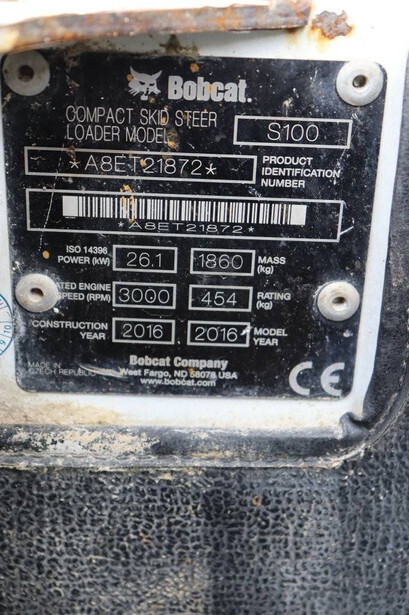 Bobcat.
COMPACT SKID STEER
LOADER MODEL S100
*A8ET21872* PRODUCT IDENTIFICATION NUMBER
*A8ET21872*
ISO 14396
POWER (kW) 26.1 1860 MASS (kg)
RATED ENGINE
SPEED (RPM) 3000 454 RATING (kg)
CONSTRUCTION
YEAR 2016 2016 MODEL YEAR
Bobcat Company
MADE IN
CZECH REPUBLIC West Fargo, ND 58078 USA
www.bobcat.com
CE